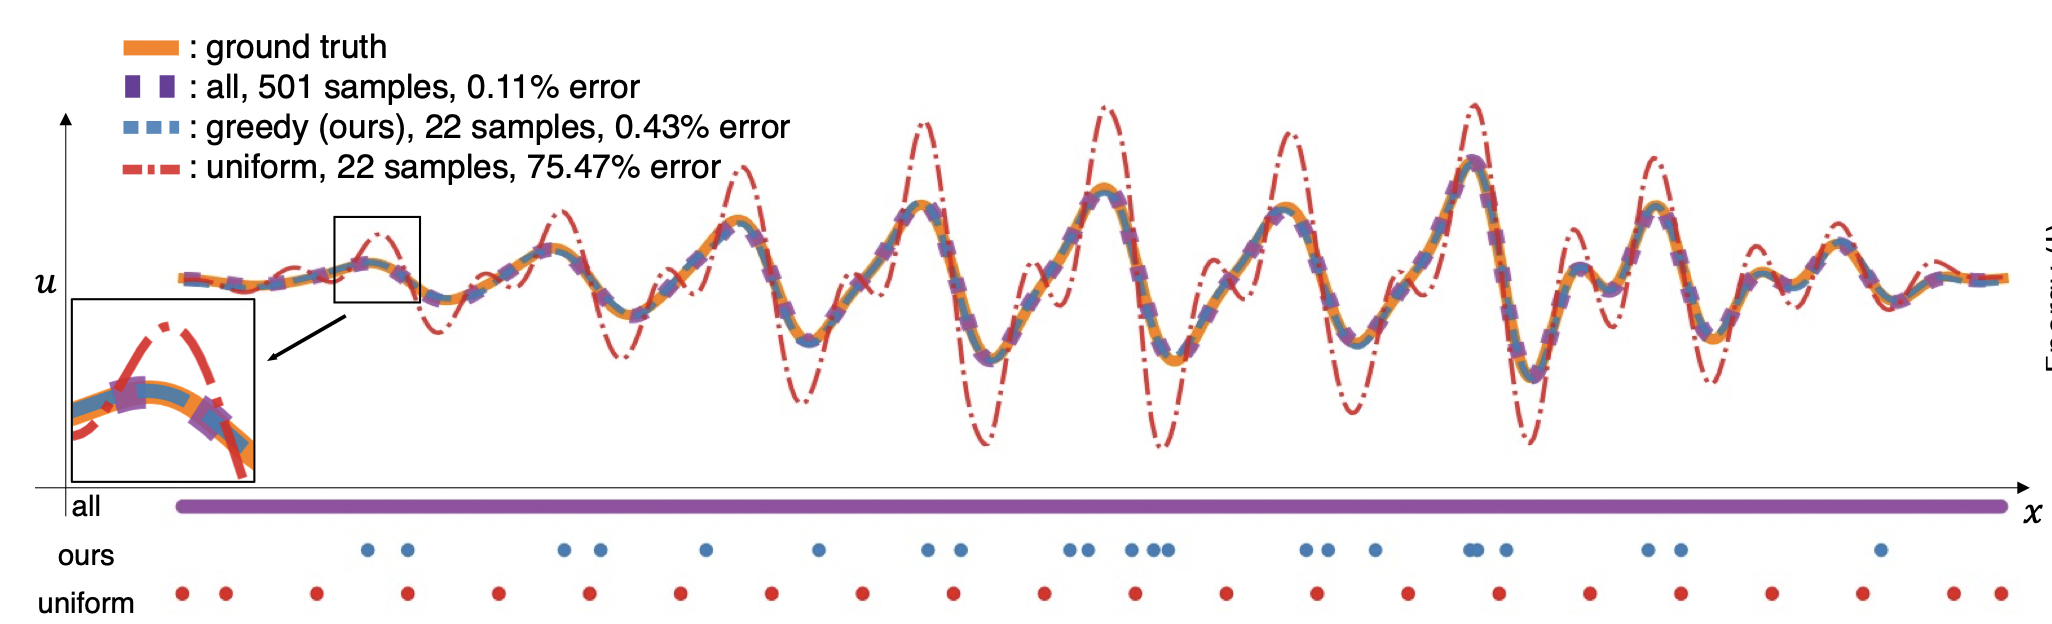 : ground truth
: all, 501 samples, 0.11% error
: greedy (ours), 22 samples, 0.43% error
: uniform, 22 samples, 75.47% error
u
all
x
ours
uniform